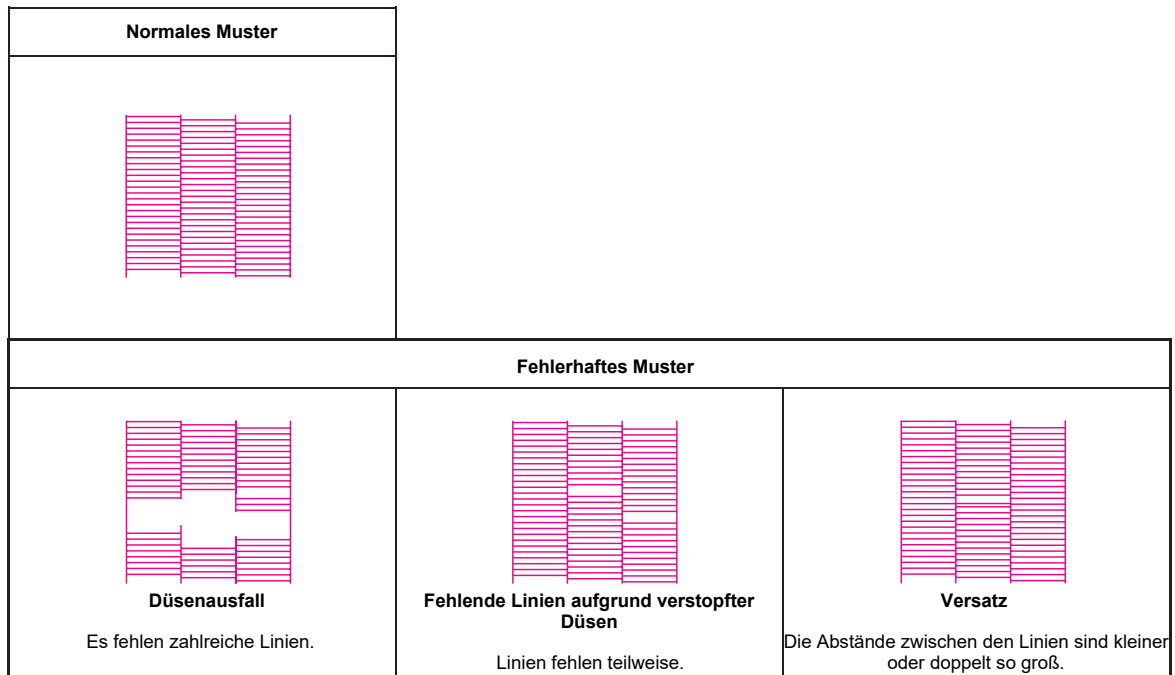 Normales Muster
Fehlerhaftes Muster
Düsenausfall
Es fehlen zahlreiche Linien.
Fehlende Linien aufgrund verstopfter
Düsen
Linien fehlen teilweise.
Versatz
Die Abstände zwischen den Linien sind kleiner
oder doppelt so groß.